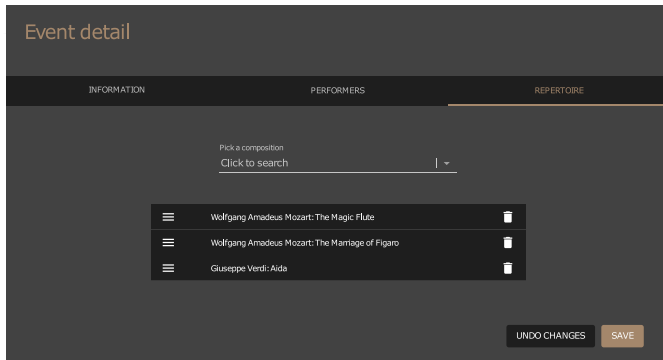 Event detail
INFORMATION
PERFORMERS
REPERTOIRE
Pick a composition
Click to search
Wolfgang Amadeus Mozart: The Magic Flute
Wolfgang Amadeus Mozart: The Marriage of Figaro
Giuseppe Verdi: Aida
UNDO CHANGES
SAVE